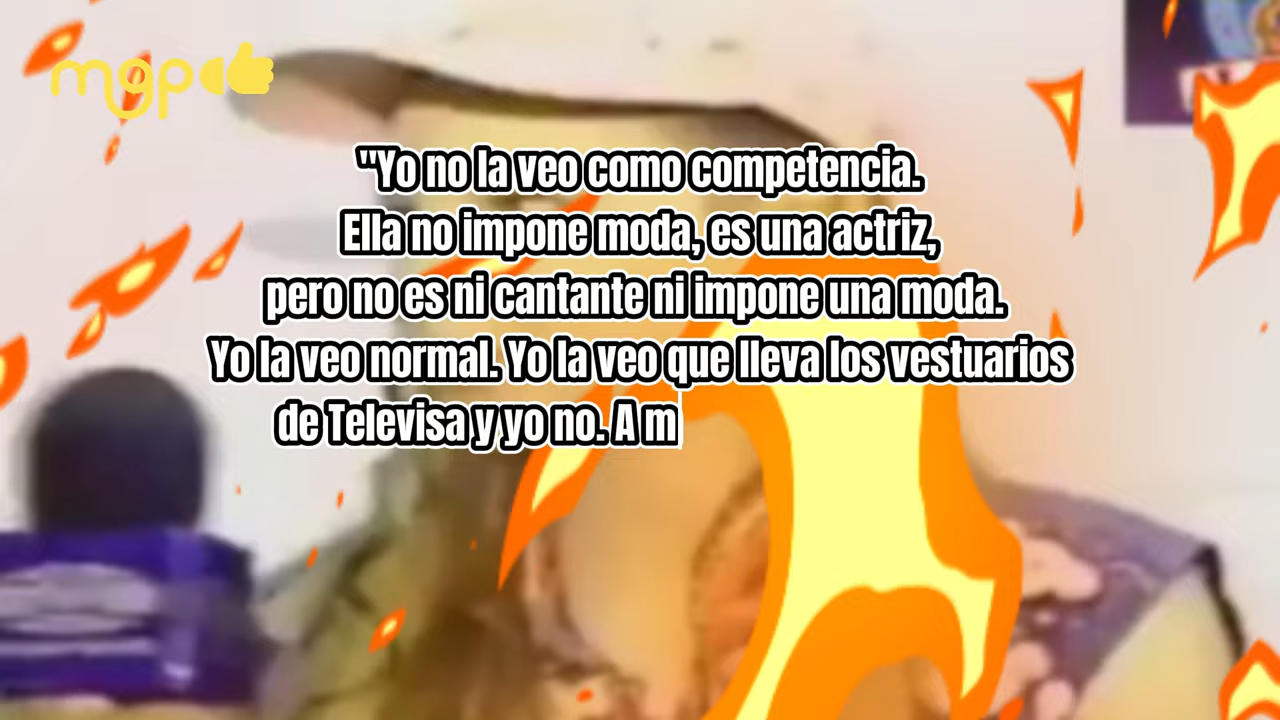 mgp
"Yo no la veo como competencia.
Ella no impone moda, es una actriz,
pero no es ni cantante ni impone una moda.
Yo la veo normal. Yo la veo que lleva los vestuarios
de Televisa y yo no. A m